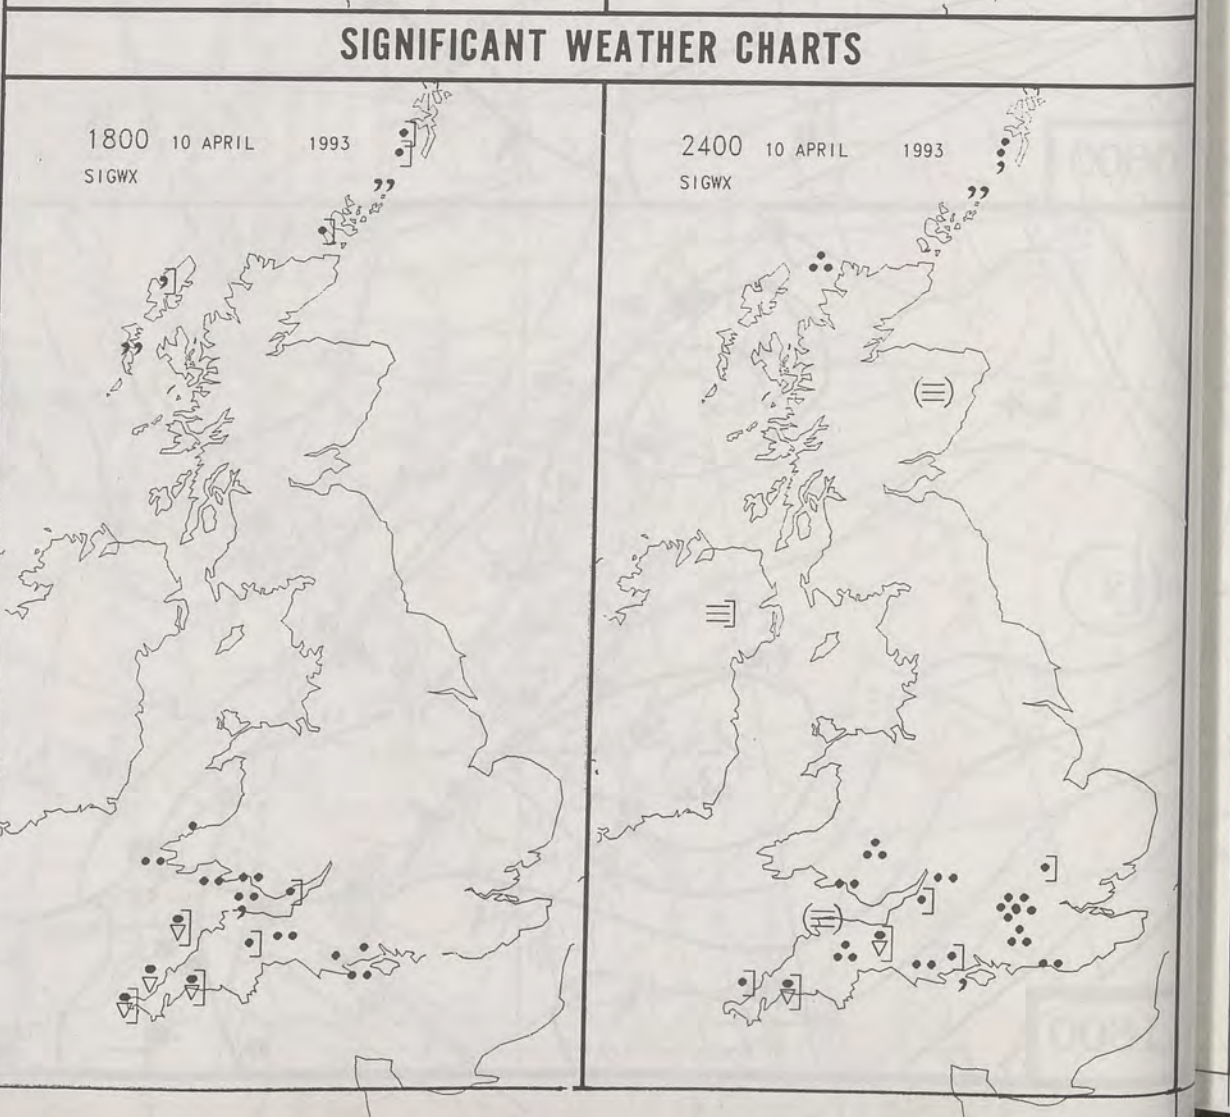 SIGNIFICANT WEATHER CHARTS
1800 10 APRIL 1993
SIGWX
2400 10 APRIL 1993
SIGWX